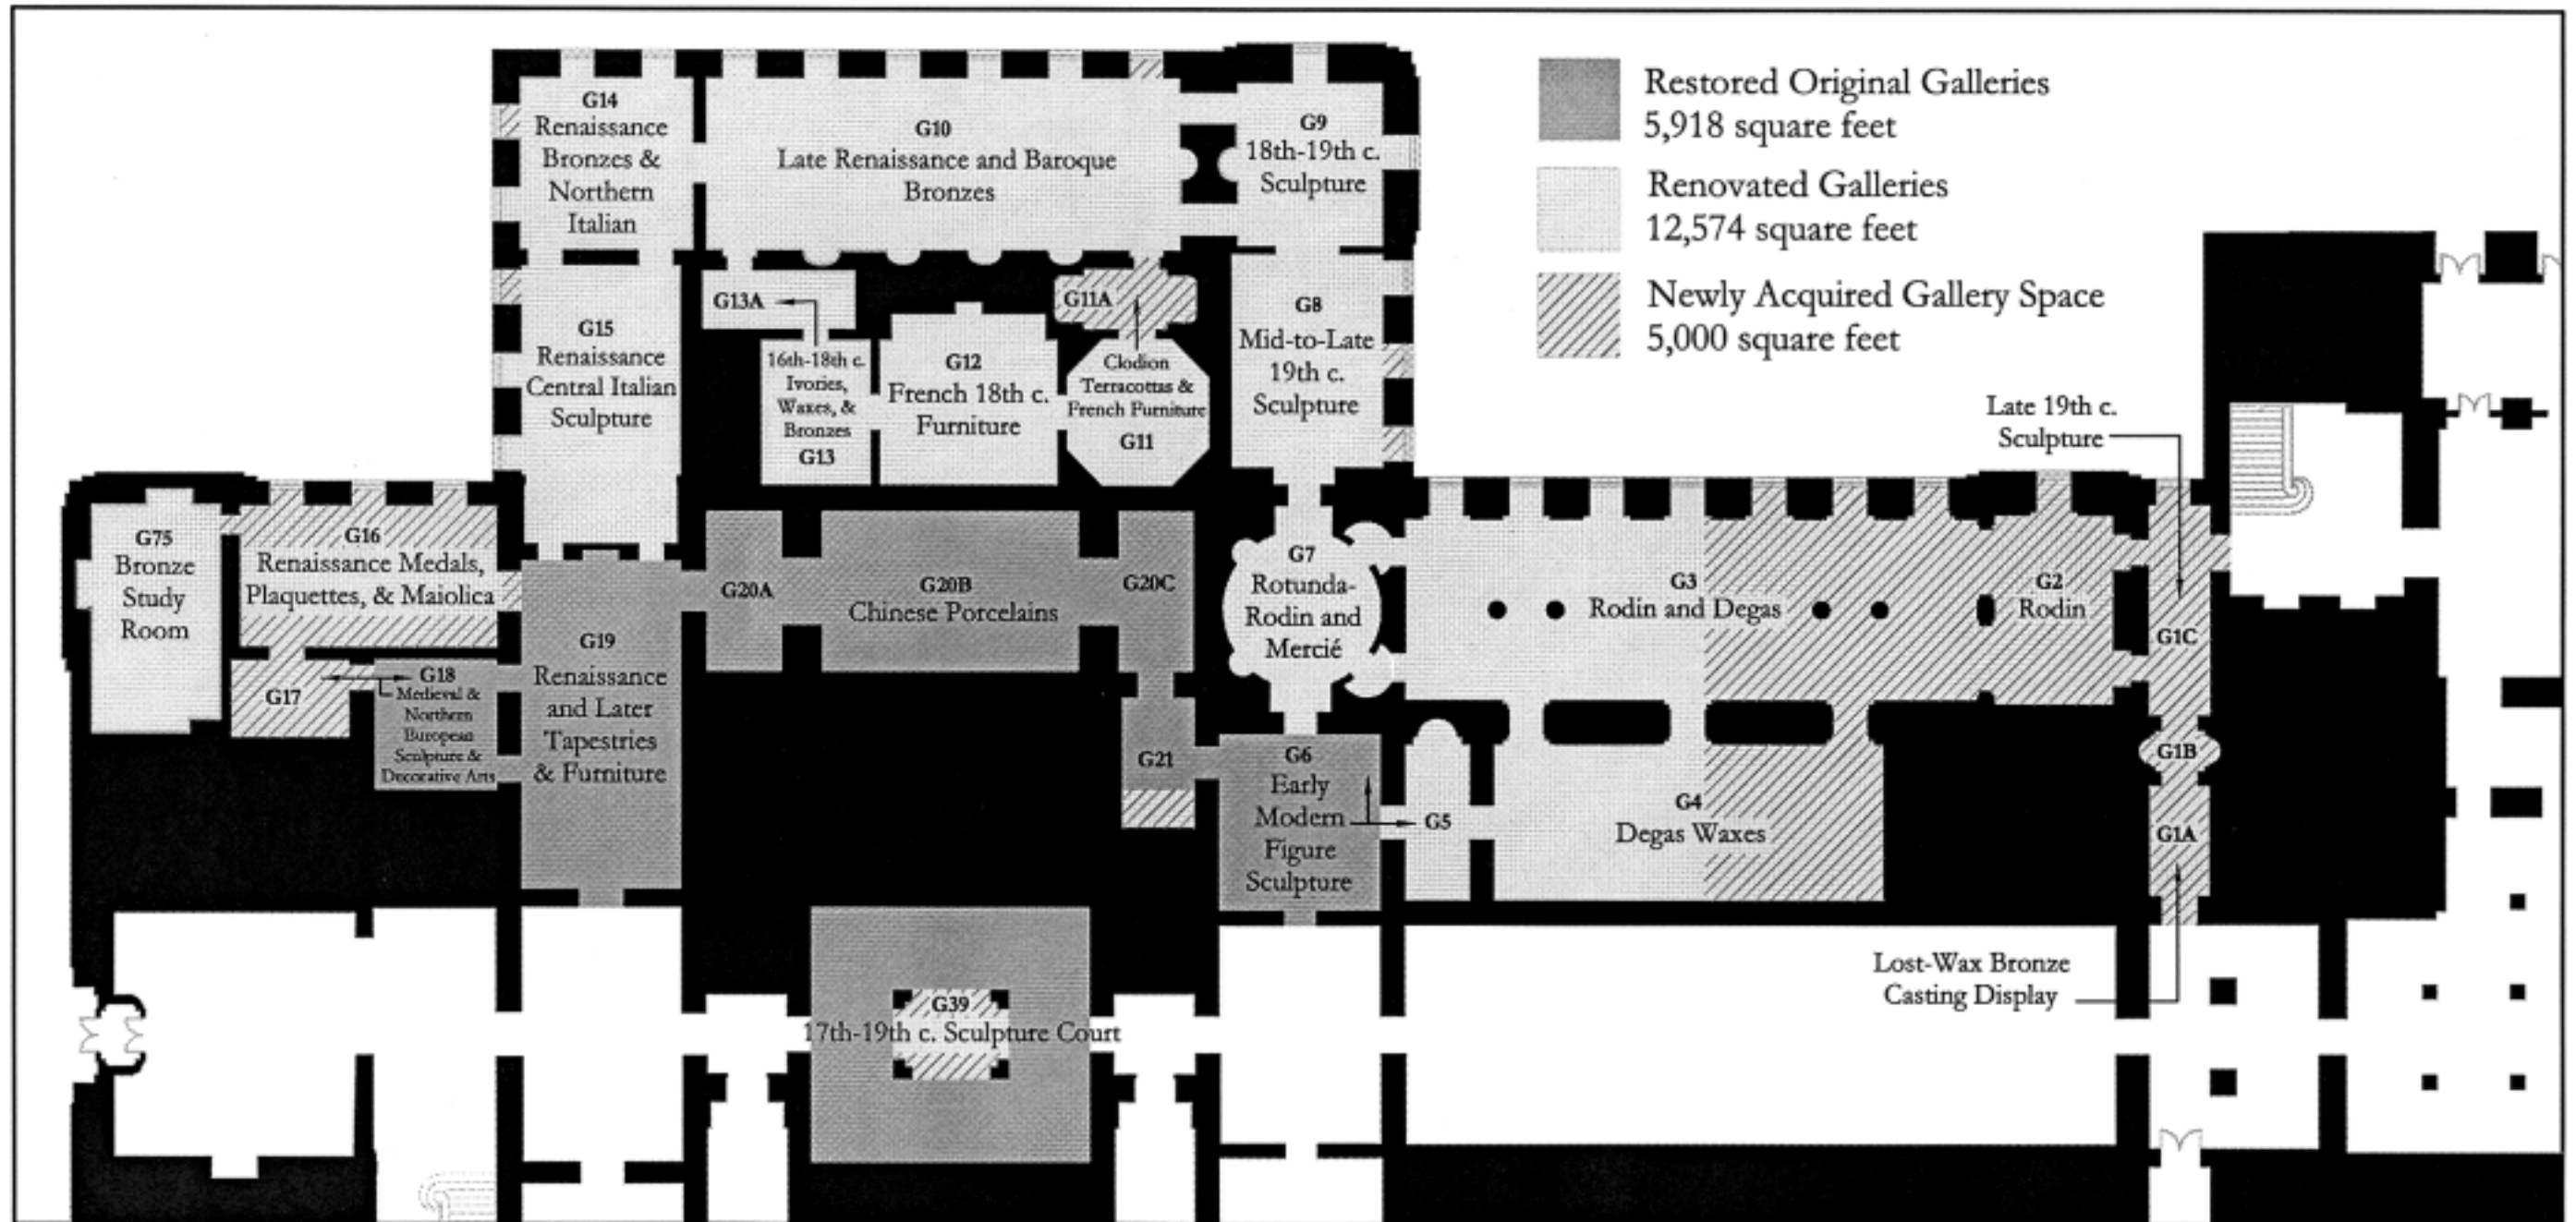 Restored Original Galleries
5,918 square feet
Renovated Galleries
12,574 square feet
Newly Acquired Gallery Space
5,000 square feet
G14
Renaissance
Bronzes &
Northern
Italian
G10
Late Renaissance and Baroque
Bronzes
G9
18th-19th c.
Sculpture
G15
Renaissance
Central Italian
Sculpture
G13A
16th-18th c.
Ivories,
Waxes, &
Bronzes
G13
G12
French 18th c.
Furniture
G11A
Clodion
Terracottas &
French Furniture
G11
G8
Mid-to-Late
19th c.
Sculpture
Late 19th c.
Sculpture
G75
Bronze
Study
Room
G16
Renaissance Medals,
Plaquettes, & Maiolica
G17
G18
Medieval &
Northern
European
Sculpture &
Decorative Arts
G19
Renaissance
and Later
Tapestries
& Furniture
G20A
G20B
Chinese Porcelains
G20C
G21
G7
Rotunda-
Rodin and
Mercié
G3
Rodin and Degas
G2
Rodin
G1C
G1B
G1A
G6
Early
Modern
Figure
Sculpture
G5
G4
Degas Waxes
Lost-Wax Bronze
Casting Display
G39
17th-19th c. Sculpture Court